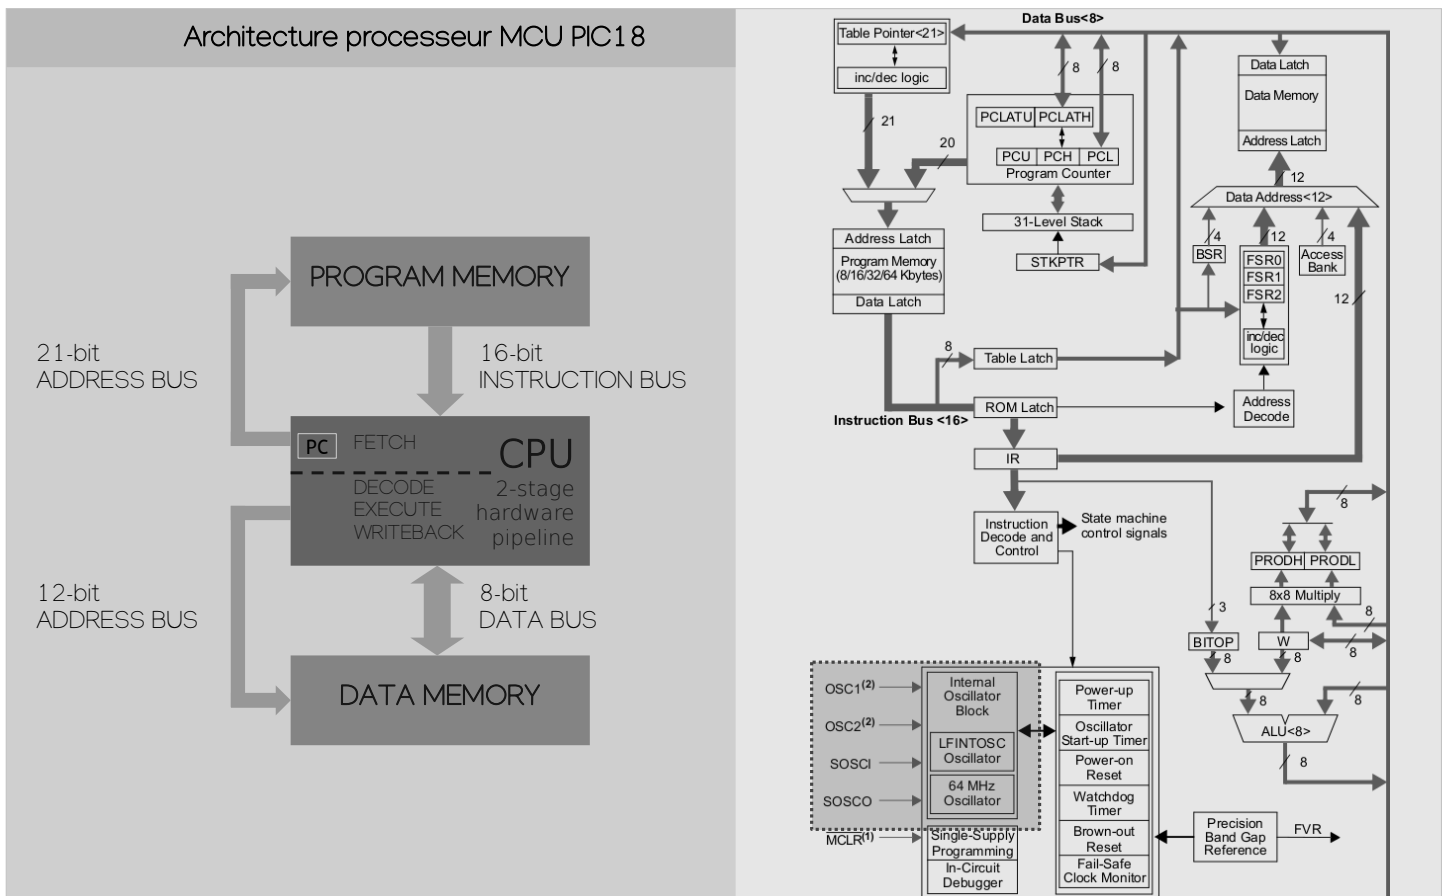 Architecture processeur MCU PIC18
PROGRAM MEMORY
21-bit
ADDRESS BUS
16-bit
INSTRUCTION BUS
PC
FETCH
CPU
DECODE
EXECUTE
WRITEBACK
2-stage
hardware
pipeline
12-bit
ADDRESS BUS
8-bit
DATA BUS
DATA MEMORY
Data Bus<8>
Table Pointer<21>
inc/dec logic
21
20
8
8
PCLATU PCLATH
PCU PCH PCL
Program Counter
31-Level Stack
STKPTR
Data Latch
Data Memory
Address Latch
12
Data Address<12>
4
12
4
BSR
FSR0
FSR1
FSR2
inc/dec
logic
Access
Bank
12
Address
Decode
Address Latch
Program Memory
(8/16/32/64 Kbytes)
Data Latch
8
Table Latch
ROM Latch
Instruction Bus <16>
IR
Instruction
Decode and
Control
State machine
control signals
8
PRODH PRODL
8x8 Multiply
3
8
BITOP
W
8
8
8
8
8
ALU<8>
8
OSC1(2)
OSC2(2)
SOSCI
SOSCO
MCLR(1)
Internal
Oscillator
Block
LFINTOSC
Oscillator
64 MHz
Oscillator
Single-Supply
Programming
In-Circuit
Debugger
Power-up
Timer
Oscillator
Start-up Timer
Power-on
Reset
Watchdog
Timer
Brown-out
Reset
Fail-Safe
Clock Monitor
Precision
Band Gap
Reference
FVR